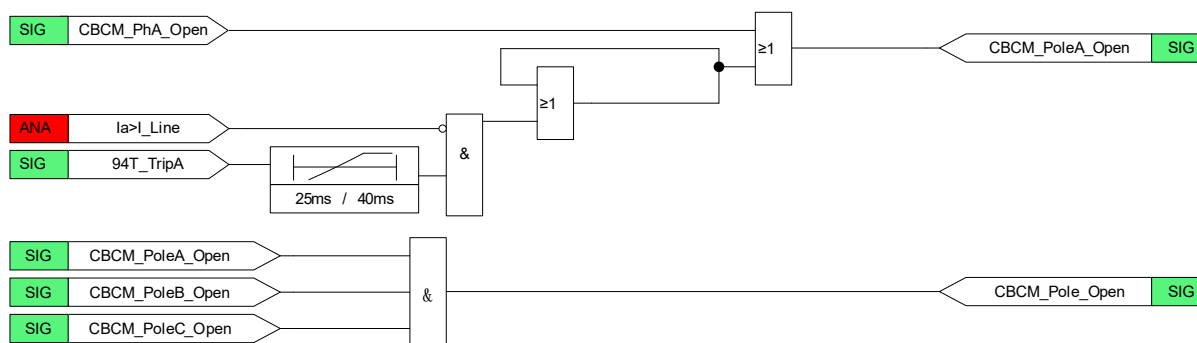 SIG CBCM_PhA_Open ≥1 CBCM_PoleA_Open SIG
≥1
ANA Ia>I_Line
&
SIG 94T_TripA
25ms / 40ms
SIG CBCM_PoleA_Open
SIG CBCM_PoleB_Open & CBCM_Pole_Open SIG
SIG CBCM_PoleC_Open